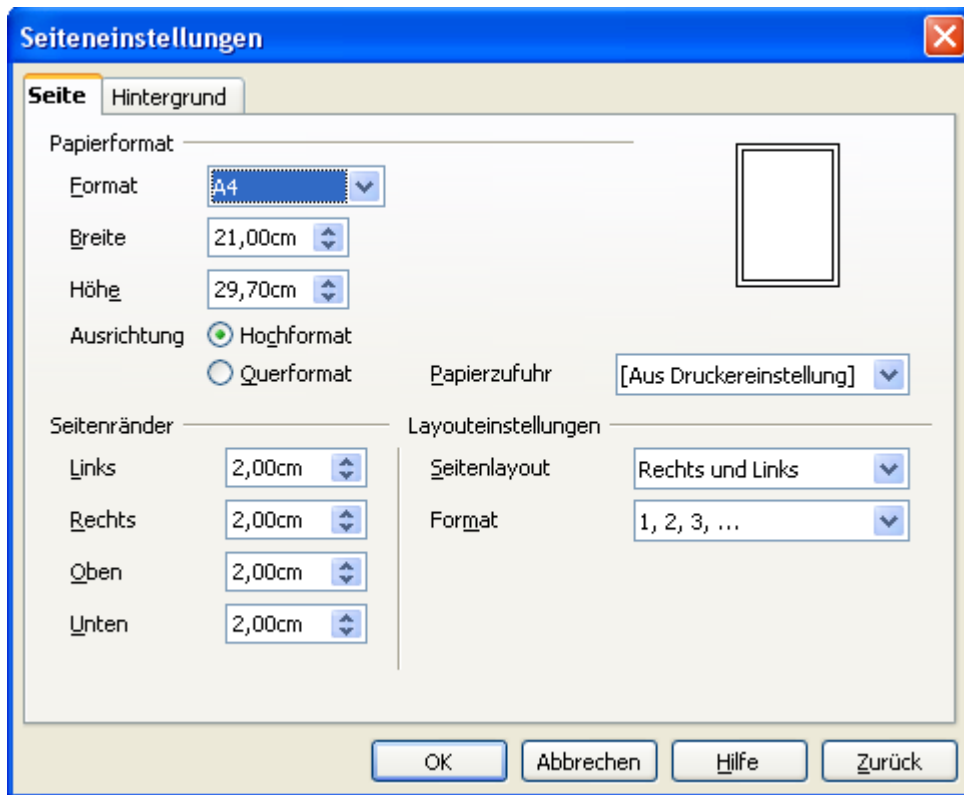 Seiteneinstellungen
Seite Hintergrund
Papierformat
Format A4
Breite 21,00cm
Höhe 29,70cm
Ausrichtung Hochformat
Querformat Papierzufuhr [Aus Druckereinstellung]
Seitenränder Layouteinstellungen
Links 2,00cm Seitenlayout Rechts und Links
Rechts 2,00cm Format 1, 2, 3, ...
Oben 2,00cm
Unten 2,00cm
OK Abbrechen Hilfe Zurück